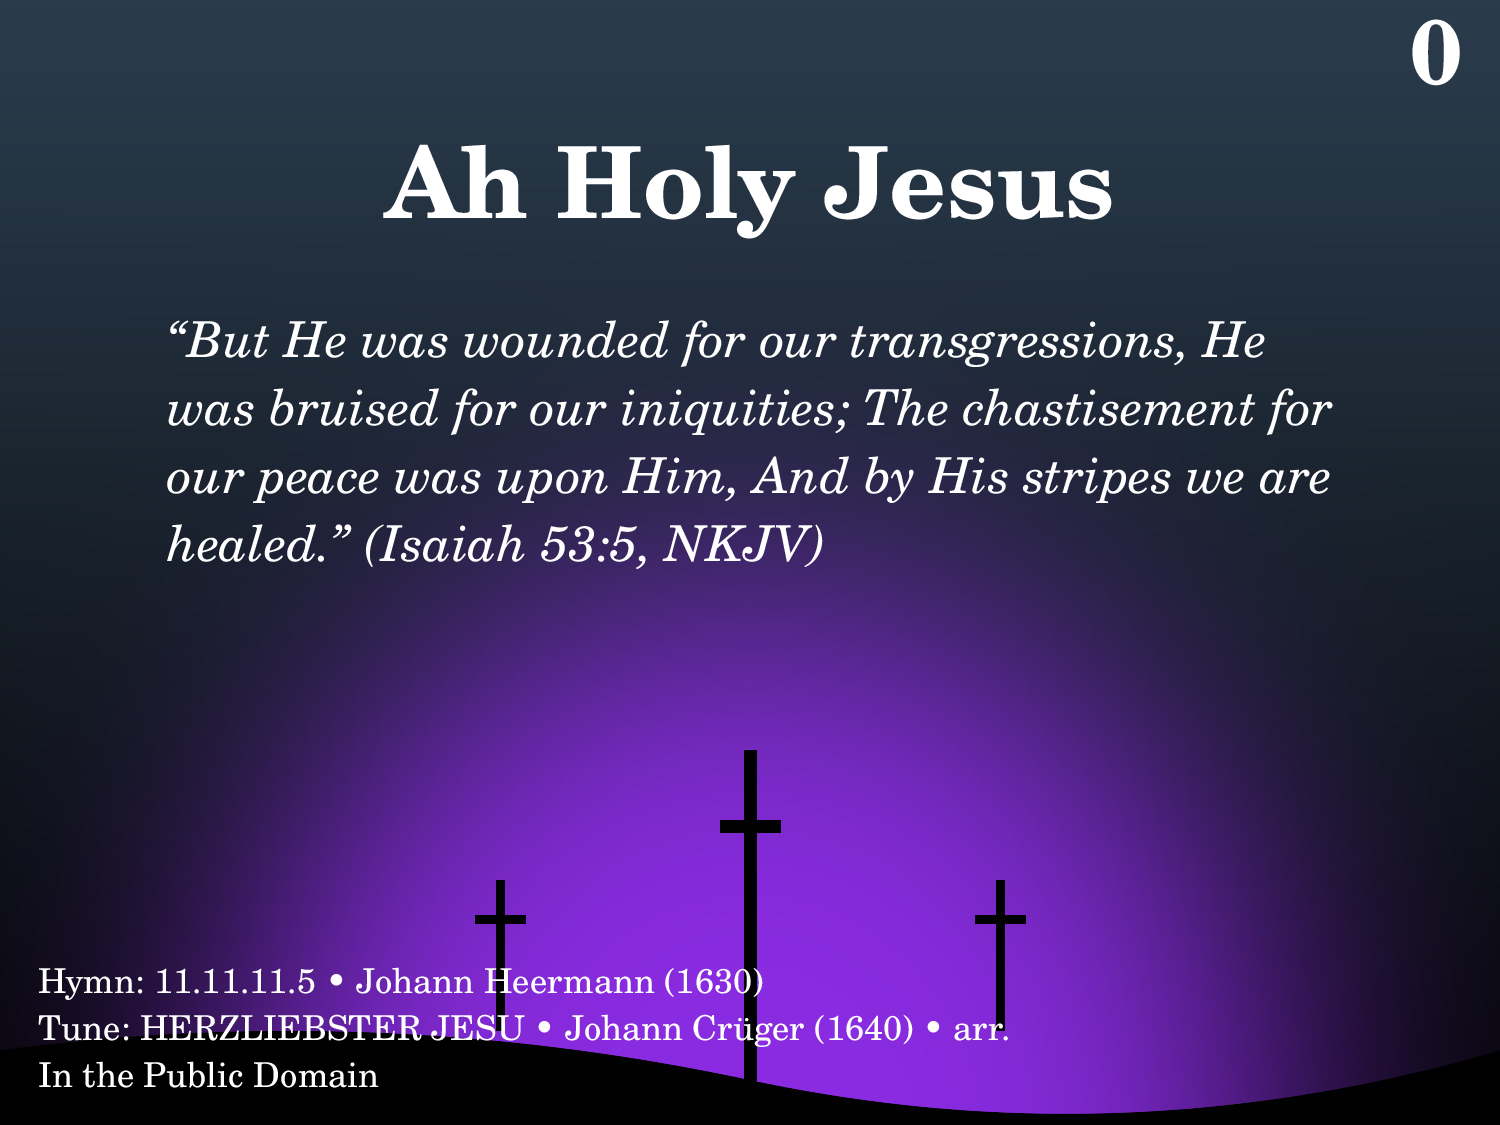 0
Ah Holy Jesus
“But He was wounded for our transgressions, He
was bruised for our iniquities; The chastisement for
our peace was upon Him, And by His stripes we are
healed.” (Isaiah 53:5, NKJV)
Hymn: 11.11.11.5 • Johann Heermann (1630)
Tune: HERZLIEBSTER JESU • Johann Crüger (1640) • arr.
In the Public Domain